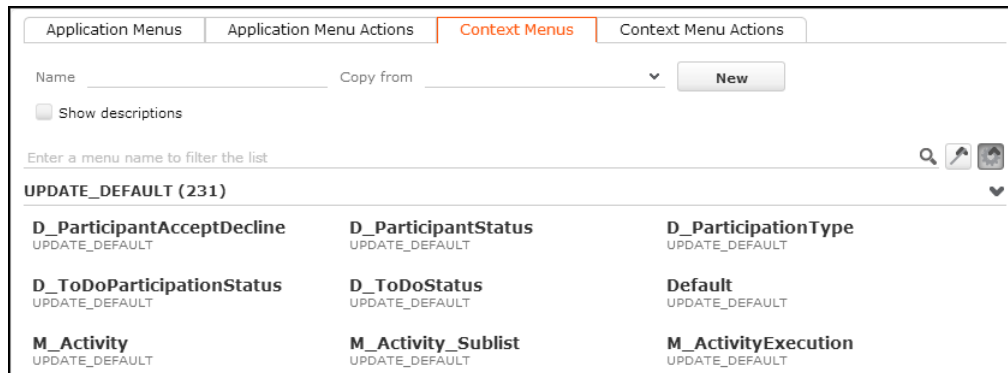 Application Menus Application Menu Actions Context Menus Context Menu Actions
Name Copy from New
Show descriptions
Enter a menu name to filter the list
UPDATE_DEFAULT (231)
D_ParticipantAcceptDecline D_ParticipantStatus D_ParticipationType
UPDATE_DEFAULT UPDATE_DEFAULT UPDATE_DEFAULT
D_ToDoParticipationStatus D_ToDoStatus Default
UPDATE_DEFAULT UPDATE_DEFAULT UPDATE_DEFAULT
M_Activity M_Activity_Sublist M_ActivityExecution
UPDATE_DEFAULT UPDATE_DEFAULT UPDATE_DEFAULT